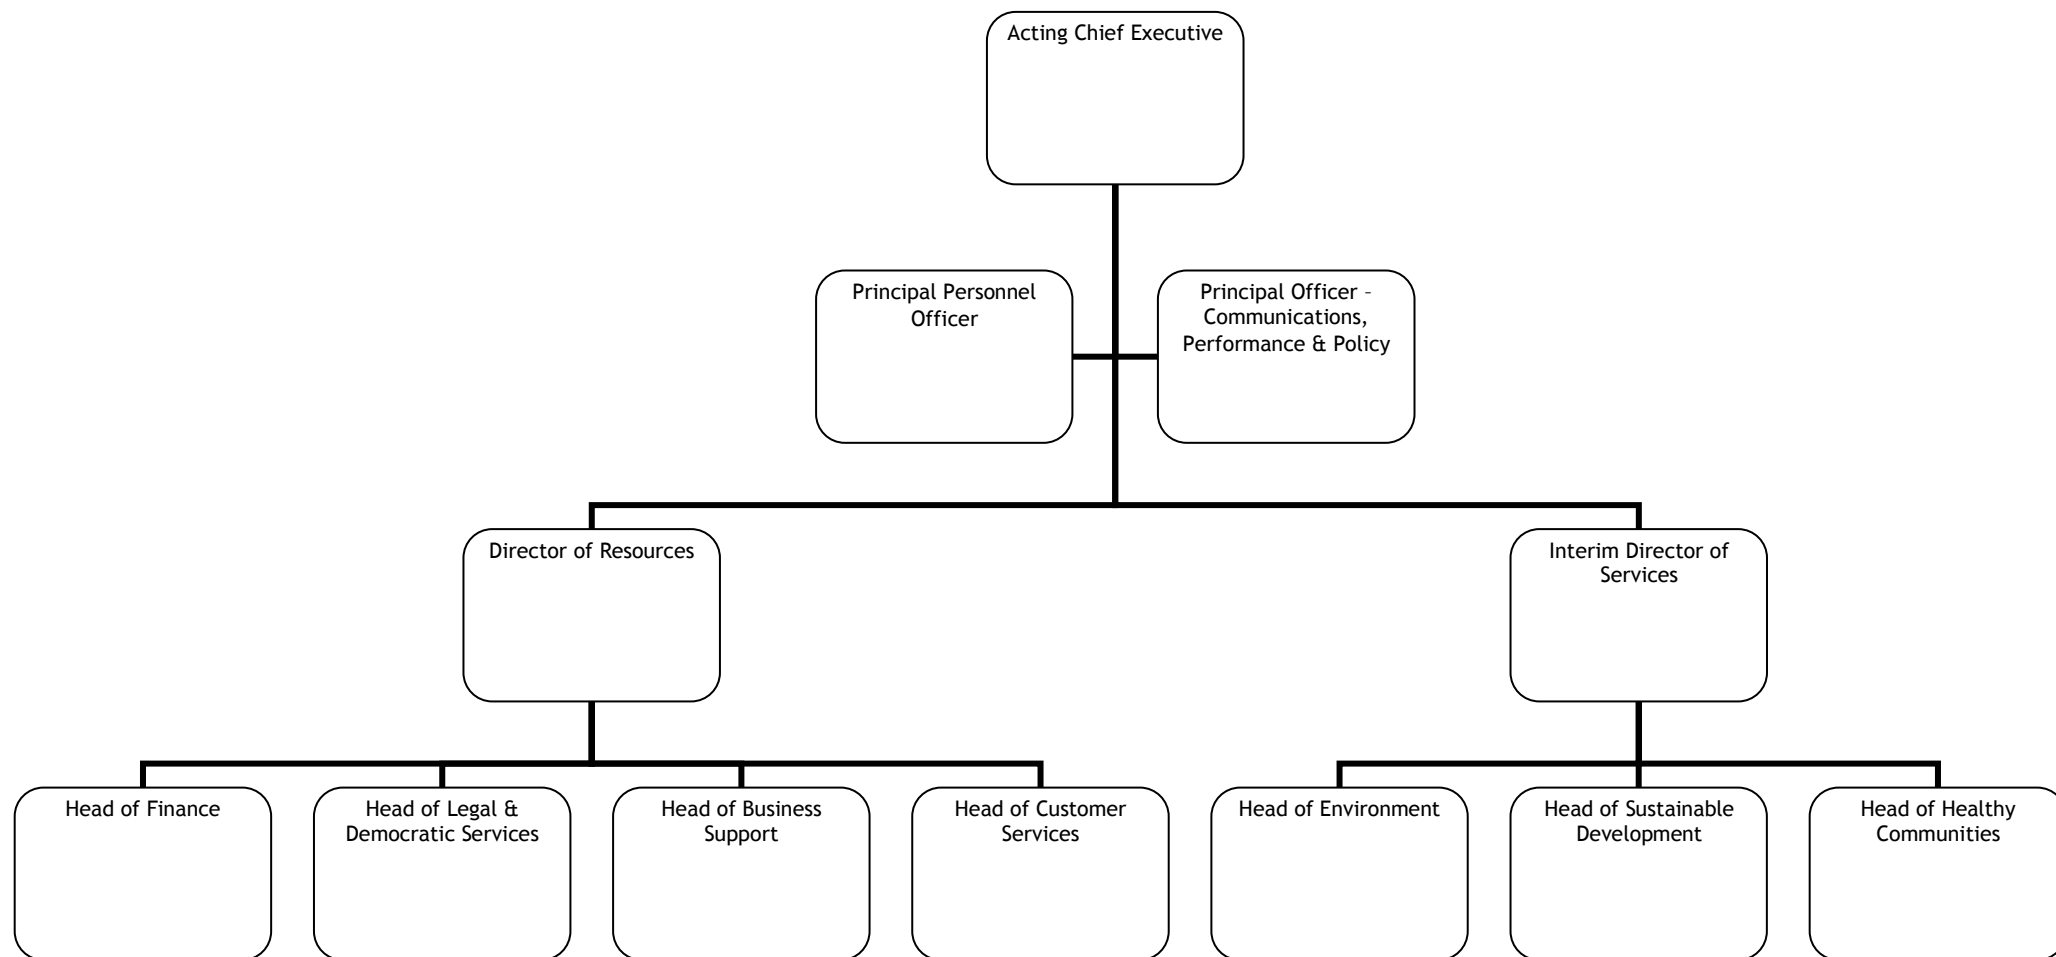 Acting Chief Executive
Principal Personnel
Officer
Principal Officer –
Communications,
Performance & Policy
Director of Resources
Interim Director of
Services
Head of Finance
Head of Legal &
Democratic Services
Head of Business
Support
Head of Customer
Services
Head of Environment
Head of Sustainable
Development
Head of Healthy
Communities